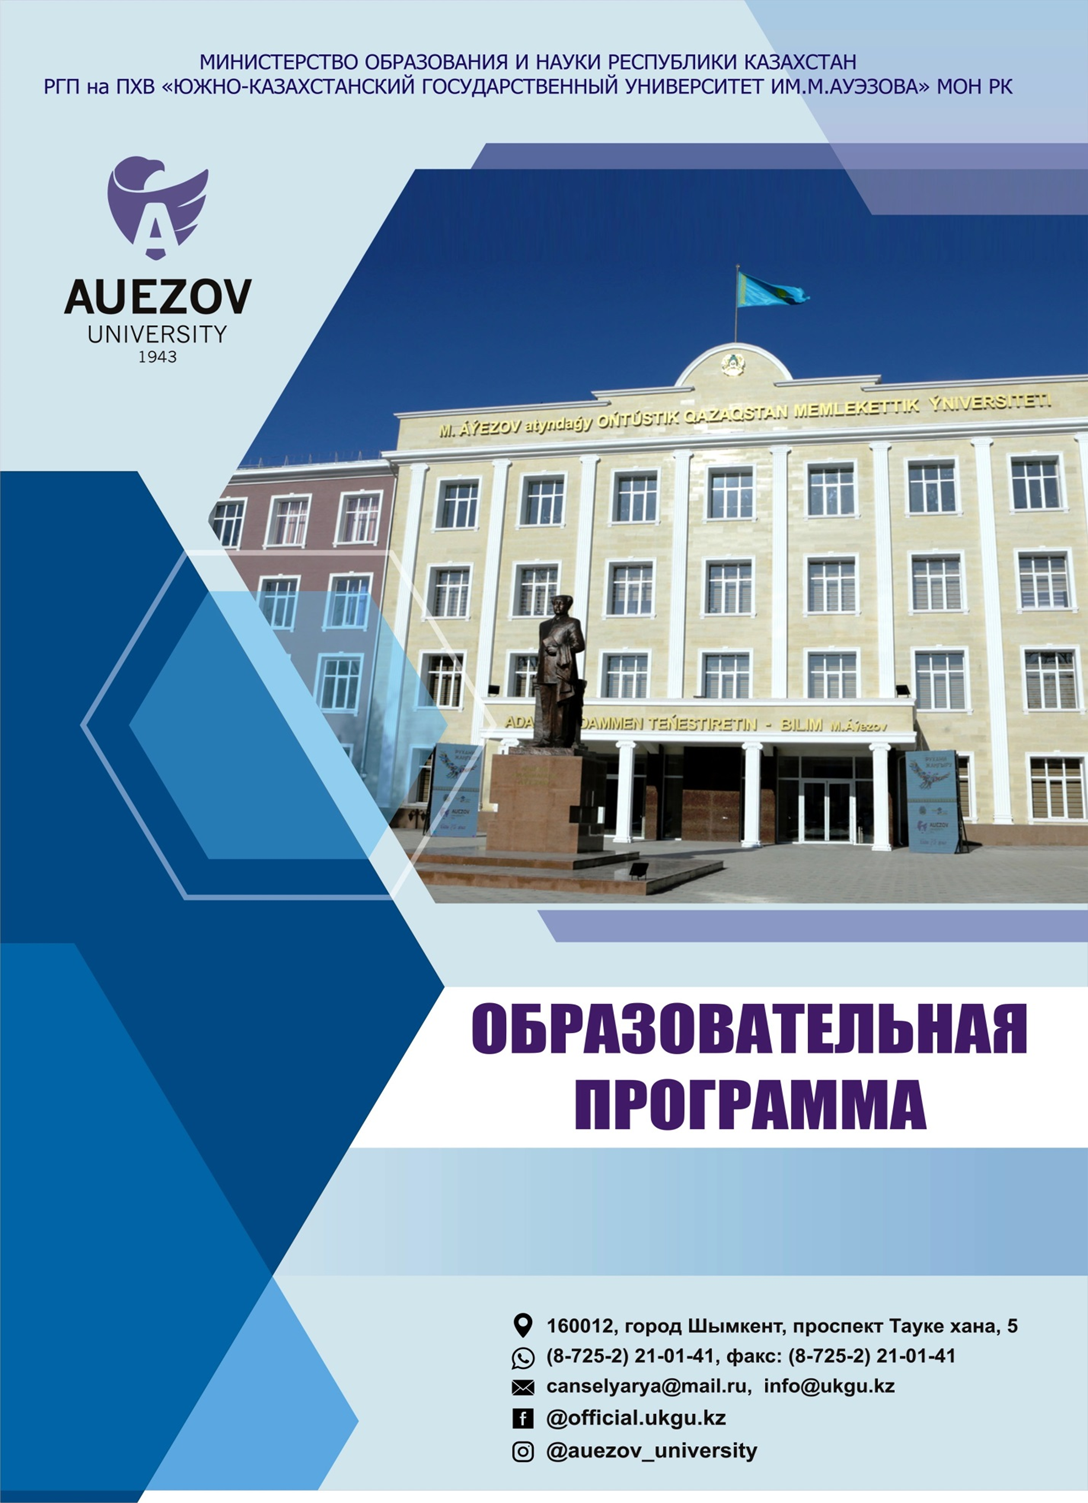 МИНИСТЕРСТВО ОБРАЗОВАНИЯ И НАУКИ РЕСПУБЛИКИ КАЗАХСТАН
РГП на ПХВ «ЮЖНО-КАЗАХСТАНСКИЙ ГОСУДАРСТВЕННЫЙ УНИВЕРСИТЕТ ИМ.М.АУЭЗОВА» МОН РК
AUEZOV
UNIVERSITY
1943
M. ÁÝEZOV atyndaǵy OŃTÚSTIK QAZAQSTAN MEMLEKETTIK ÝNIVERSITETI
TEŃESTIRETIN - BILIM M.Áýezov
AUEZOV
ОБРАЗОВАТЕЛЬНАЯ
ПРОГРАММА
160012, город Шымкент, проспект Тауке хана, 5
(8-725-2) 21-01-41, факс: (8-725-2) 21-01-41
canselyarya@mail.ru, info@ukgu.kz
@official.ukgu.kz
@auezov_university